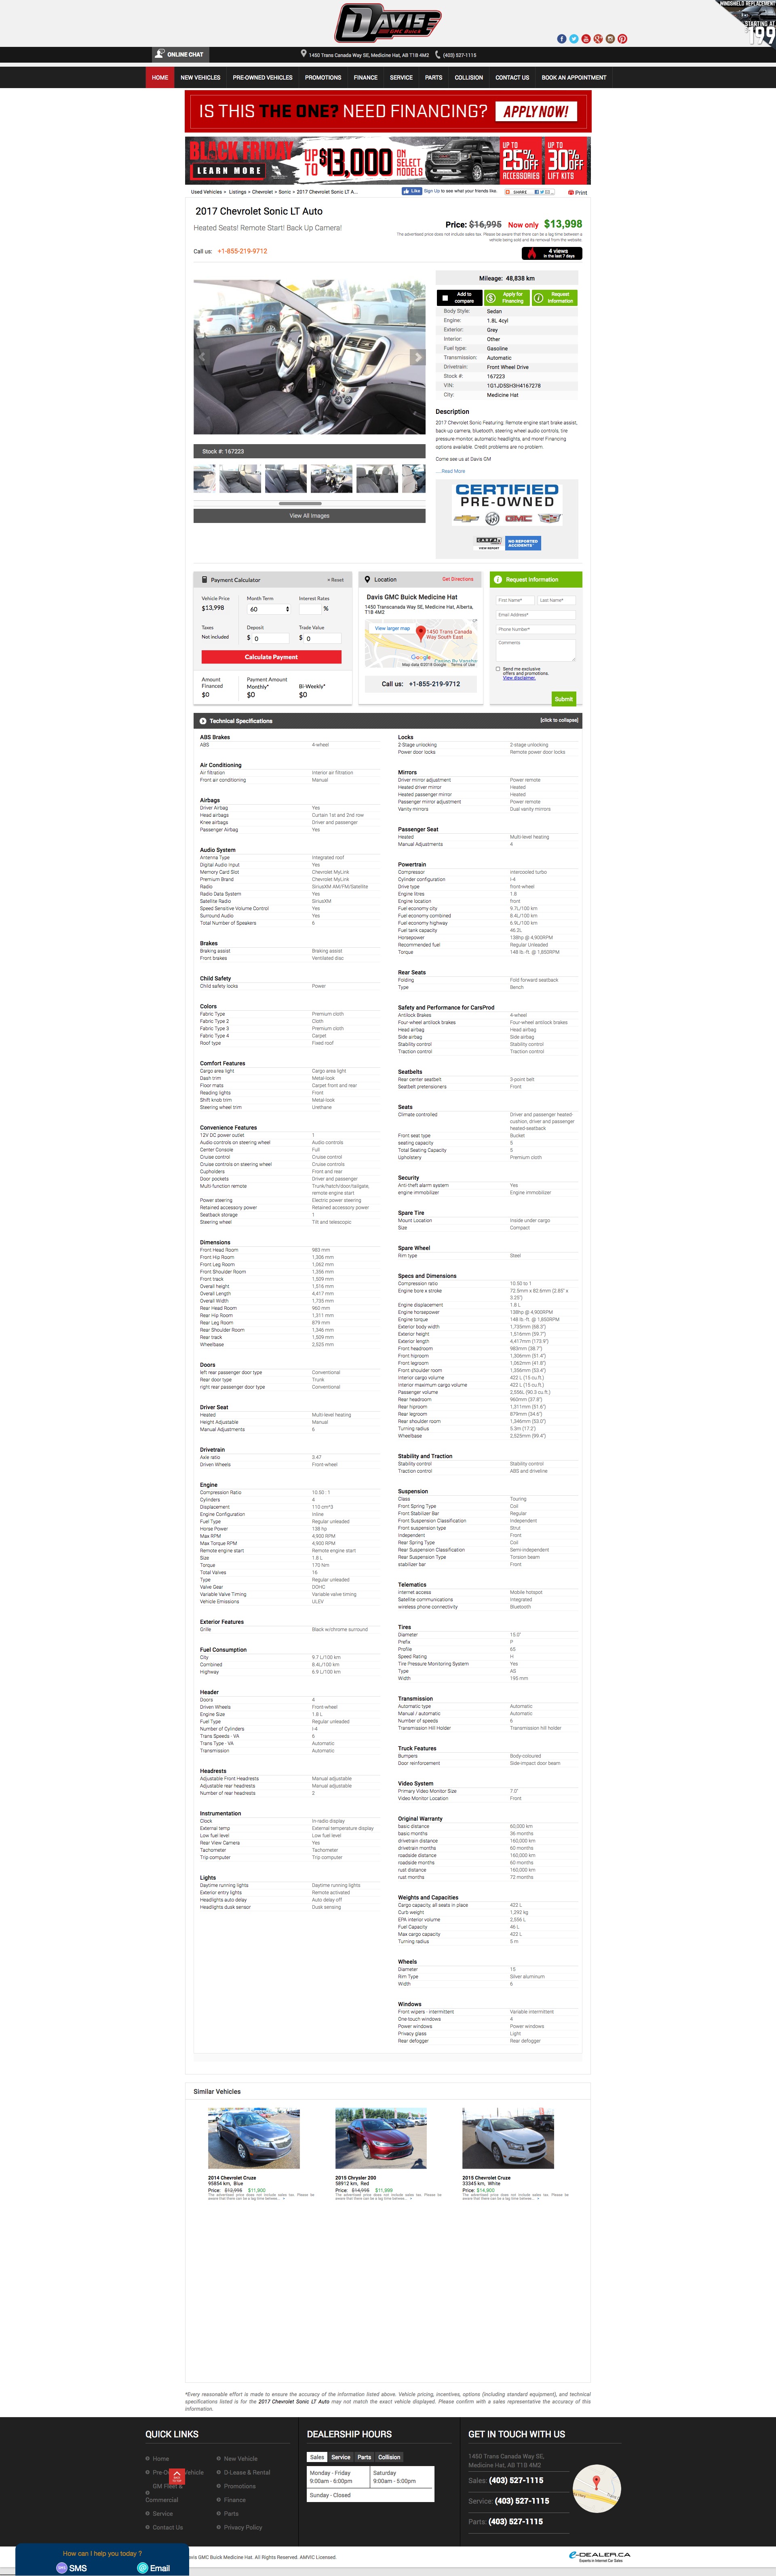 DAVIS
GMC Buick
WINDSHIELD REPLACEMENT
STARTING AT
199
ONLINE CHAT
1450 Trans Canada Way SE, Medicine Hat, AB T1B 4M2
(403) 527-1115
HOME NEW VEHICLES PRE-OWNED VEHICLES PROMOTIONS FINANCE SERVICE PARTS COLLISION CONTACT US BOOK AN APPOINTMENT
IS THIS THE ONE? NEED FINANCING? APPLY NOW!
BLACK FRIDAY
LEARN MORE
UP TO $13,000 ON SELECT MODELS
UP TO 25% OFF ACCESSORIES
UP TO 30% OFF LIFT KITS
Used Vehicles » Listings » Chevrolet » Sonic » 2017 Chevrolet Sonic LT A...
Like Sign Up to see what your friends like.
SHARE
Print
2017 Chevrolet Sonic LT Auto
Heated Seats! Remote Start! Back Up Camera!
Price: $16,995 Now only $13,998
The advertised price does not include sales tax. Please be aware that there can be a lag time between a
vehicle being sold and its removal from the website.
Call us: +1-855-219-9712
4 views
in the last 7 days
Stock #: 167223
View All Images
Mileage: 48,838 km
Add to compare
Apply for Financing
Request Information
Body Style: Sedan
Engine: 1.8L 4cyl
Exterior: Grey
Interior: Other
Fuel type: Gasoline
Transmission: Automatic
Drivetrain: Front Wheel Drive
Stock #: 167223
VIN: 1G1JD5SH3H4167278
City: Medicine Hat
Description
2017 Chevrolet Sonic Featuring: Remote engine start brake assist,
back-up camera, bluetooth, steering wheel audio controls, tire
pressure monitor, automatic headlights, and more! Financing
options available. Credit problems are no problem.
Come see us at Davis GM
....Read More
CERTIFIED
PRE-OWNED
GMC
CARFAX
VIEW REPORT
NO REPORTED
ACCIDENTS
Payment Calculator » Reset
Vehicle Price Month Term Interest Rates
$13,998 60 %
Taxes Deposit Trade Value
Not included $ 0 $ 0
Calculate Payment
Amount Financed Payment Amount
Monthly* Bi-Weekly*
$0 $0 $0
Location Get Directions
Davis GMC Buick Medicine Hat
1450 Transcanada Way SE, Medicine Hat, Alberta,
T1B 4M2
View larger map
1450 Trans Canada
Way South East
Google
Map data ©2018 Google Terms of Use
Call us: +1-855-219-9712
Request Information
First Name* Last Name*
Email Address*
Phone Number*
Comments
Send me exclusive
offers and promotions.
View disclaimer.
Submit
Technical Specifications [click to collapse]
ABS Brakes
ABS 4-wheel
Air Conditioning
Air filtration Interior air filtration
Front air conditioning Manual
Airbags
Driver Airbag Yes
Head airbags Curtain 1st and 2nd row
Knee airbags Driver and passenger
Passenger Airbag Yes
Audio System
Antenna Type Integrated roof
Digital Audio Input Yes
Memory Card Slot Chevrolet MyLink
Premium Brand Chevrolet MyLink
Radio SiriusXM AM/FM/Satellite
Radio Data System Yes
Satellite Radio SiriusXM
Speed Sensitive Volume Control Yes
Surround Audio Yes
Total Number of Speakers 6
Brakes
Braking assist Braking assist
Front brakes Ventilated disc
Child Safety
Child safety locks Power
Colors
Fabric Type Premium cloth
Fabric Type 2 Cloth
Fabric Type 3 Premium cloth
Fabric Type 4 Carpet
Roof type Fixed roof
Comfort Features
Cargo area light Cargo area light
Dash trim Metal-look
Floor mats Carpet front and rear
Reading lights Front
Shift knob trim Metal-look
Steering wheel trim Urethane
Convenience Features
12V DC power outlet 1
Audio controls on steering wheel Audio controls
Center Console Full
Cruise control Cruise control
Cruise controls on steering wheel Cruise controls
Cupholders Front and rear
Door pockets Driver and passenger
Multi-function remote Trunk/hatch/door/tailgate,
remote engine start
Power steering Electric power steering
Retained accessory power Retained accessory power
Seatback storage 1
Steering wheel Tilt and telescopic
Dimensions
Front Head Room 983 mm
Front Hip Room 1,306 mm
Front Leg Room 1,062 mm
Front Shoulder Room 1,356 mm
Front track 1,509 mm
Overall height 1,516 mm
Overall Length 4,417 mm
Overall Width 1,735 mm
Rear Head Room 960 mm
Rear Hip Room 1,311 mm
Rear Leg Room 879 mm
Rear Shoulder Room 1,346 mm
Rear track 1,509 mm
Wheelbase 2,525 mm
Doors
left rear passenger door type Conventional
Rear door type Trunk
right rear passenger door type Conventional
Driver Seat
Heated Multi-level heating
Height Adjustable Manual
Manual Adjustments 6
Drivetrain
Axle ratio 3.47
Driven Wheels Front-wheel
Engine
Compression Ratio 10.50 : 1
Cylinders 4
Displacement 110 cm^3
Engine Configuration Inline
Fuel Type Regular unleaded
Horse Power 138 hp
Max RPM 4,900 RPM
Max Torque RPM 4,900 RPM
Remote engine start Remote engine start
Size 1.8 L
Torque 170 Nm
Total Valves 16
Type Regular unleaded
Valve Gear DOHC
Variable Valve Timing Variable valve timing
Vehicle Emissions ULEV
Exterior Features
Grille Black w/chrome surround
Fuel Consumption
City 9.7 L/100 km
Combined 8.4L/100 km
Highway 6.9 L/100 km
Header
Doors 4
Driven Wheels Front-wheel
Engine Size 1.8 L
Fuel Type Regular unleaded
Number of Cylinders I-4
Trans Speeds - VA 6
Trans Type - VA Automatic
Transmission Automatic
Headrests
Adjustable Front Headrests Manual adjustable
Adjustable rear headrests Manual adjustable
Number of rear headrests 2
Instrumentation
Clock In-radio display
External temp External temperature display
Low fuel level Low fuel level
Rear View Camera Yes
Tachometer Tachometer
Trip computer Trip computer
Lights
Daytime running lights Daytime running lights
Exterior entry lights Remote activated
Headlights auto delay Auto delay off
Headlights dusk sensor Dusk sensing
Locks
2 Stage unlocking 2-stage unlocking
Power door locks Remote power door locks
Mirrors
Driver mirror adjustment Power remote
Heated driver mirror Heated
Heated passenger mirror Heated
Passenger mirror adjustment Power remote
Vanity mirrors Dual vanity mirrors
Passenger Seat
Heated Multi-level heating
Manual Adjustments 4
Powertrain
Compressor intercooled turbo
Cylinder configuration I-4
Drive type front-wheel
Engine litres 1.8
Engine location front
Fuel economy city 9.7L/100 km
Fuel economy combined 8.4L/100 km
Fuel economy highway 6.9L/100 km
Fuel tank capacity 46.2L
Horsepower 138hp @ 4,900RPM
Recommended fuel Regular Unleaded
Torque 148 lb.-ft. @ 1,850RPM
Rear Seats
Folding Fold forward seatback
Type Bench
Safety and Performance for CarsProd
Antilock Brakes 4-wheel
Four-wheel antilock brakes Four-wheel antilock brakes
Head airbag Head airbag
Side airbag Side airbag
Stability control Stability control
Traction control Traction control
Seatbelts
Rear center seatbelt 3-point belt
Seatbelt pretensioners Front
Seats
Climate controlled Driver and passenger heated-
cushion, driver and passenger
heated-seatback
Front seat type Bucket
seating capacity 5
Total Seating Capacity 5
Upholstery Premium cloth
Security
Anti-theft alarm system Yes
engine immobilizer Engine immobilizer
Spare Tire
Mount Location Inside under cargo
Size Compact
Spare Wheel
Rim type Steel
Specs and Dimensions
Compression ratio 10.50 to 1
Engine bore x stroke 72.5mm x 82.6mm (2.85" x
3.25")
Engine displacement 1.8 L
Engine horsepower 138hp @ 4,900RPM
Engine torque 148 lb.-ft. @ 1,850RPM
Exterior body width 1,735mm (68.3")
Exterior height 1,516mm (59.7")
Exterior length 4,417mm (173.9")
Front headroom 983mm (38.7")
Front hiproom 1,306mm (51.4")
Front legroom 1,062mm (41.8")
Front shoulder room 1,356mm (53.4")
Interior cargo volume 422 L (15 cu.ft.)
Interior maximum cargo volume 422 L (15 cu.ft.)
Passenger volume 2,556L (90.3 cu.ft.)
Rear headroom 960mm (37.8")
Rear hiproom 1,311mm (51.6")
Rear legroom 879mm (34.6")
Rear shoulder room 1,346mm (53.0")
Turning radius 5.3m (17.2')
Wheelbase 2,525mm (99.4")
Stability and Traction
Stability control Stability control
Traction control ABS and driveline
Suspension
Class Touring
Front Spring Type Coil
Front Stabilizer Bar Regular
Front Suspension Classification Independent
Front suspension type Strut
Independent Front
Rear Spring Type Coil
Rear Suspension Classification Semi-independent
Rear Suspension Type Torsion beam
stabilizer bar Front
Telematics
internet access Mobile hotspot
Satellite communications Integrated
wireless phone connectivity Bluetooth
Tires
Diameter 15.0"
Prefix P
Profile 65
Speed Rating H
Tire Pressure Monitoring System Yes
Type AS
Width 195 mm
Transmission
Automatic type Automatic
Manual / automatic Automatic
Number of speeds 6
Transmission Hill Holder Transmission hill holder
Truck Features
Bumpers Body-coloured
Door reinforcement Side-impact door beam
Video System
Primary Video Monitor Size 7.0"
Video Monitor Location Front
Original Warranty
basic distance 60,000 km
basic months 36 months
drivetrain distance 160,000 km
drivetrain months 60 months
roadside distance 160,000 km
roadside months 60 months
rust distance 160,000 km
rust months 72 months
Weights and Capacities
Cargo capacity, all seats in place 422 L
Curb weight 1,292 kg
EPA interior volume 2,556 L
Fuel Capacity 46 L
Max cargo capacity 422 L
Turning radius 5 m
Wheels
Diameter 15
Rim Type Silver aluminum
Width 6
Windows
Front wipers - intermittent Variable intermittent
One touch windows 4
Power windows Power windows
Privacy glass Light
Rear defogger Rear defogger
Similar Vehicles
2014 Chevrolet Cruze
95854 km, Blue
Price: $12,995 $11,900
The advertised price does not include sales tax. Please be
aware that there can be a lag time betwee... »
2015 Chrysler 200
58912 km, Red
Price: $14,995 $11,988
The advertised price does not include sales tax. Please be
aware that there can be a lag time betwee... »
2015 Chevrolet Cruze
33345 km, White
Price: $14,900
The advertised price does not include sales tax. Please be
aware that there can be a lag time betwee... »
*Every reasonable effort is made to ensure the accuracy of the information listed above. Vehicle pricing, incentives, options (including standard equipment), and technical
specifications listed is for the 2017 Chevrolet Sonic LT Auto may not match the exact vehicle displayed. Please confirm with a sales representative the accuracy of this
information.
QUICK LINKS
Home New Vehicle
Vehicle D-Lease & Rental
GM Fleet & Promotions
Commercial Finance
Service Parts
Contact Us Privacy Policy
DEALERSHIP HOURS
Sales Service Parts Collision
Monday - Friday Saturday
9:00am - 6:00pm 9:00am - 5:00pm
Sunday - Closed
GET IN TOUCH WITH US
1450 Trans Canada Way SE,
Medicine Hat, AB T1B 4M2
Sales: (403) 527-1115
Service: (403) 527-1115
Parts: (403) 527-1115
GMC Buick Medicine Hat. All Rights Reserved. AMVIC Licensed.
e-DEALER.CA
Experts in Internet Car Sales
How can I help you today ?
SMS Email